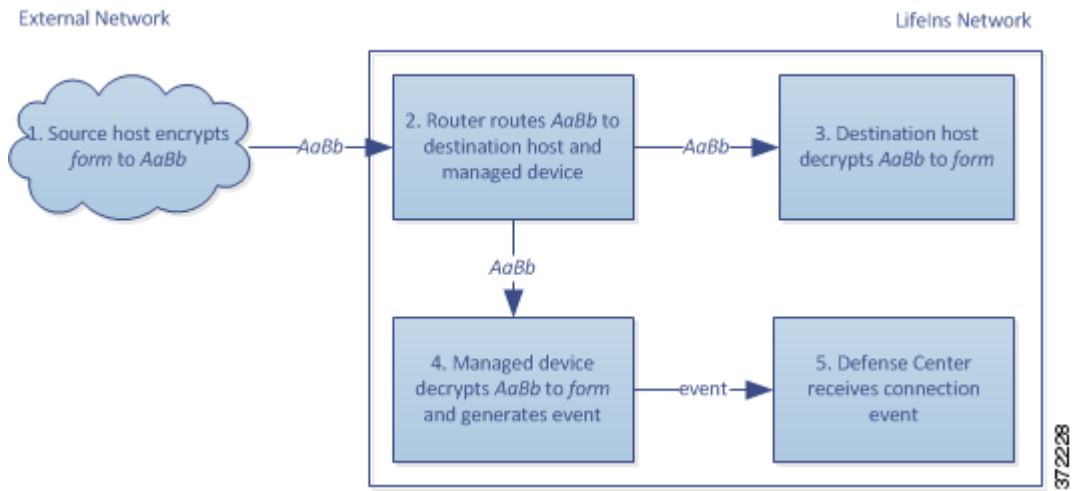 External Network
LifeIns Network
1. Source host encrypts
form to AaBb
AaBb
2. Router routes AaBb to
destination host and
managed device
AaBb
3. Destination host
decrypts AaBb to form
AaBb
4. Managed device
decrypts AaBb to form
and generates event
event
5. Defense Center
receives connection
event
372228